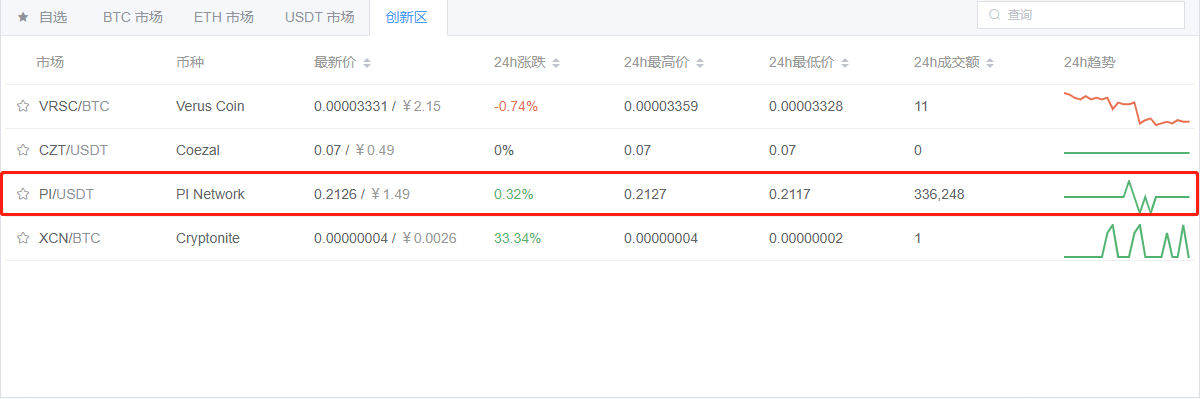 ★ 自选 BTC 市场 ETH 市场 USDT 市场 创新区 查询
市场 币种 最新价 24h涨跌 24h最高价 24h最低价 24h成交额 24h趋势
VRSC/BTC Verus Coin 0.00003331 / ¥2.15 -0.74% 0.00003359 0.00003328 11
CZT/USDT Coezal 0.07 / ¥0.49 0% 0.07 0.07 0
PI/USDT PI Network 0.2126 / ¥1.49 0.32% 0.2127 0.2117 336,248
XCN/BTC Cryptonite 0.00000004 / ¥0.0026 33.34% 0.00000004 0.00000002 1